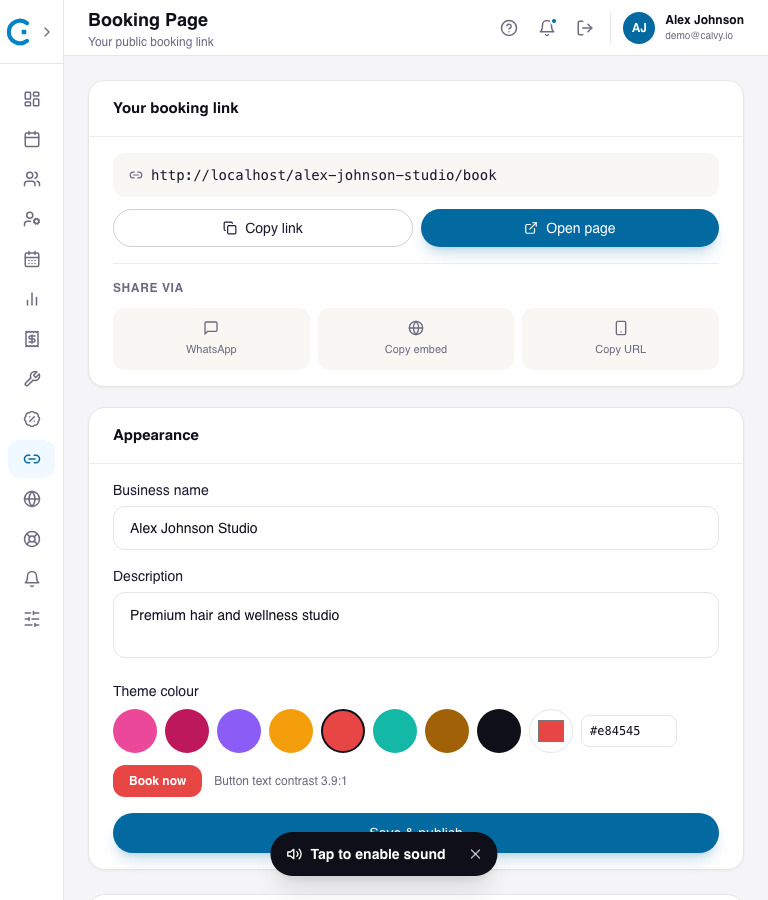 Booking Page
Your public booking link
AJ
Alex Johnson
demo@calvy.io
Your booking link
http://localhost/alex-johnson-studio/book
Copy link
Open page
SHARE VIA
WhatsApp
Copy embed
Copy URL
Appearance
Business name
Alex Johnson Studio
Description
Premium hair and wellness studio
Theme colour
#e84545
Book now
Button text contrast 3.9:1
Save & publish
Tap to enable sound